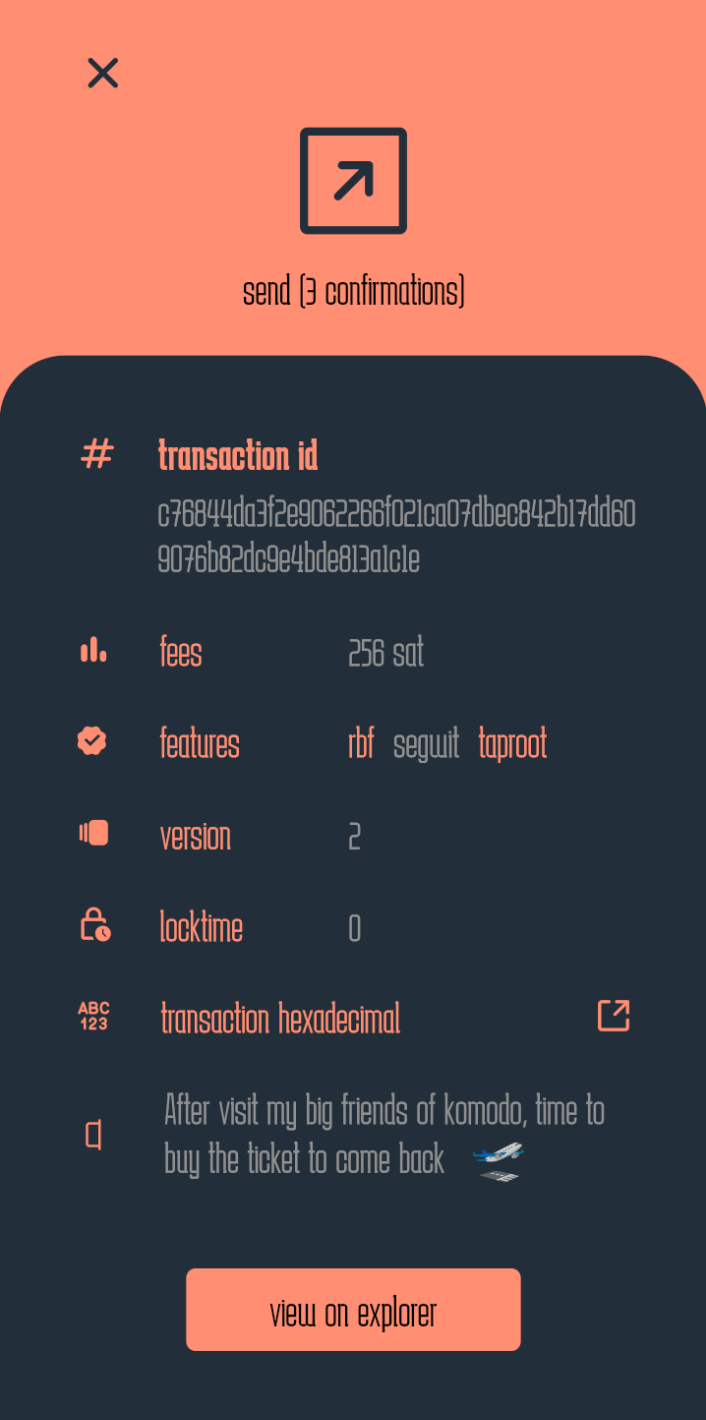 send (3 confirmations)
# transaction id
c76844da3f2e9062266f021ca07dbec842b17dd60
9076b82dc9e4bde813a1c1e
fees 256 sat
features rbf segwit taproot
version 2
locktime 0
ABC
123
transaction hexadecimal
After visit my big friends of komodo, time to
buy the ticket to come back
view on explorer